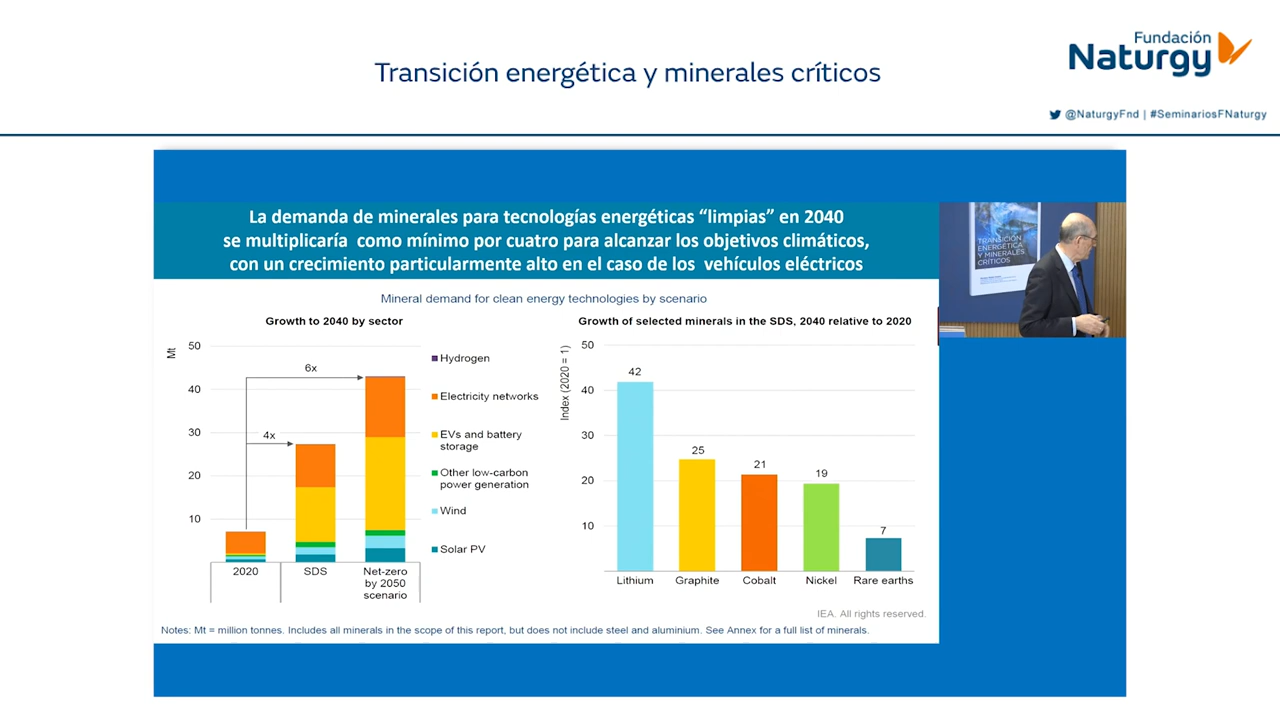 Transición energética y minerales críticos
Fundación
Naturgy
@NaturgyFnd | #SeminariosFNaturgy
La demanda de minerales para tecnologías energéticas “limpias” en 2040
se multiplicaría como mínimo por cuatro para alcanzar los objetivos climáticos,
con un crecimiento particularmente alto en el caso de los vehículos eléctricos
TRANSICIÓN
ENERGÉTICA
Y MINERALES
CRÍTICOS
Mineral demand for clean energy technologies by scenario
Growth to 2040 by sector
Mt
50
40
30
20
10
6x
4x
2020
SDS
Net-zero
by 2050
scenario
Hydrogen
Electricity networks
EVs and battery
storage
Other low-carbon
power generation
Wind
Solar PV
Growth of selected minerals in the SDS, 2040 relative to 2020
Index (2020 = 1)
50
40
30
20
10
42
25
21
19
7
Lithium
Graphite
Cobalt
Nickel
Rare earths
IEA. All rights reserved.
Notes: Mt = million tonnes. Includes all minerals in the scope of this report, but does not include steel and aluminium. See Annex for a full list of minerals.